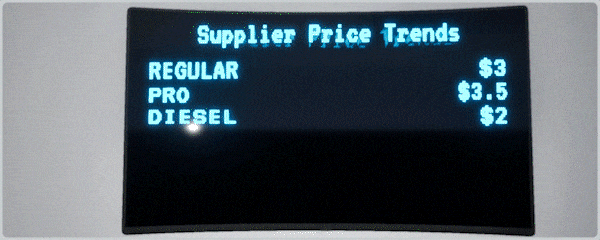 Supplier Price Trends
REGULAR $3
PRO $3.5
DIESEL $2